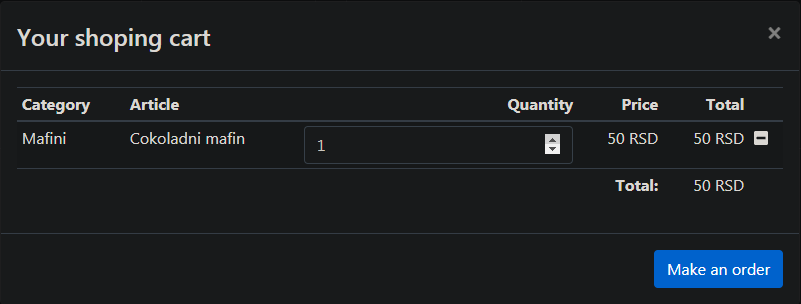 Your shoping cart ×
Category Article Quantity Price Total
Mafini Cokoladni mafin 1 50 RSD 50 RSD
Total: 50 RSD
Make an order